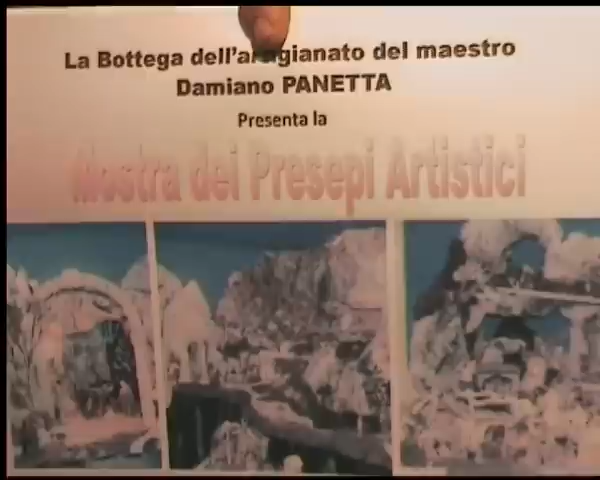 La Bottega dell'artigianato del maestro
Damiano PANETTA
Presenta la
Mostra dei Presepi Artistici